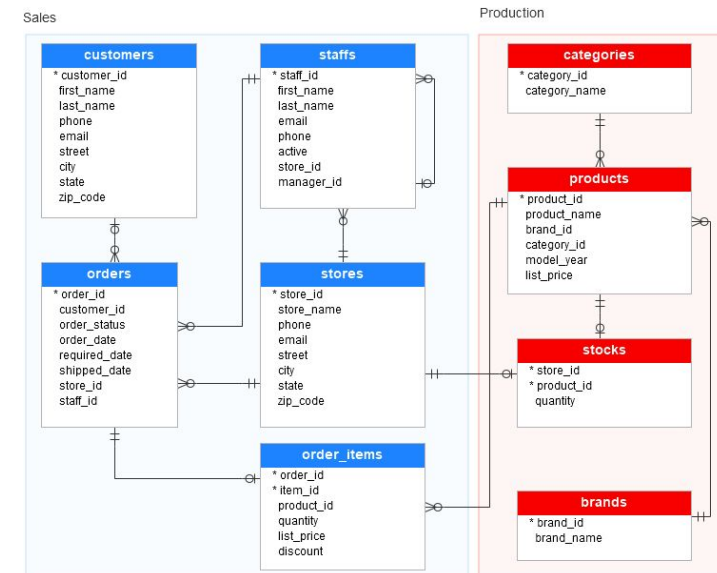 Sales
Production
customers
* customer_id
first_name
last_name
phone
email
street
city
state
zip_code
staffs
* staff_id
first_name
last_name
email
phone
active
store_id
manager_id
categories
* category_id
category_name
products
* product_id
product_name
brand_id
category_id
model_year
list_price
orders
* order_id
customer_id
order_status
order_date
required_date
shipped_date
store_id
staff_id
stores
* store_id
store_name
phone
email
street
city
state
zip_code
stocks
* store_id
* product_id
quantity
order_items
* order_id
* item_id
product_id
quantity
list_price
discount
brands
* brand_id
brand_name